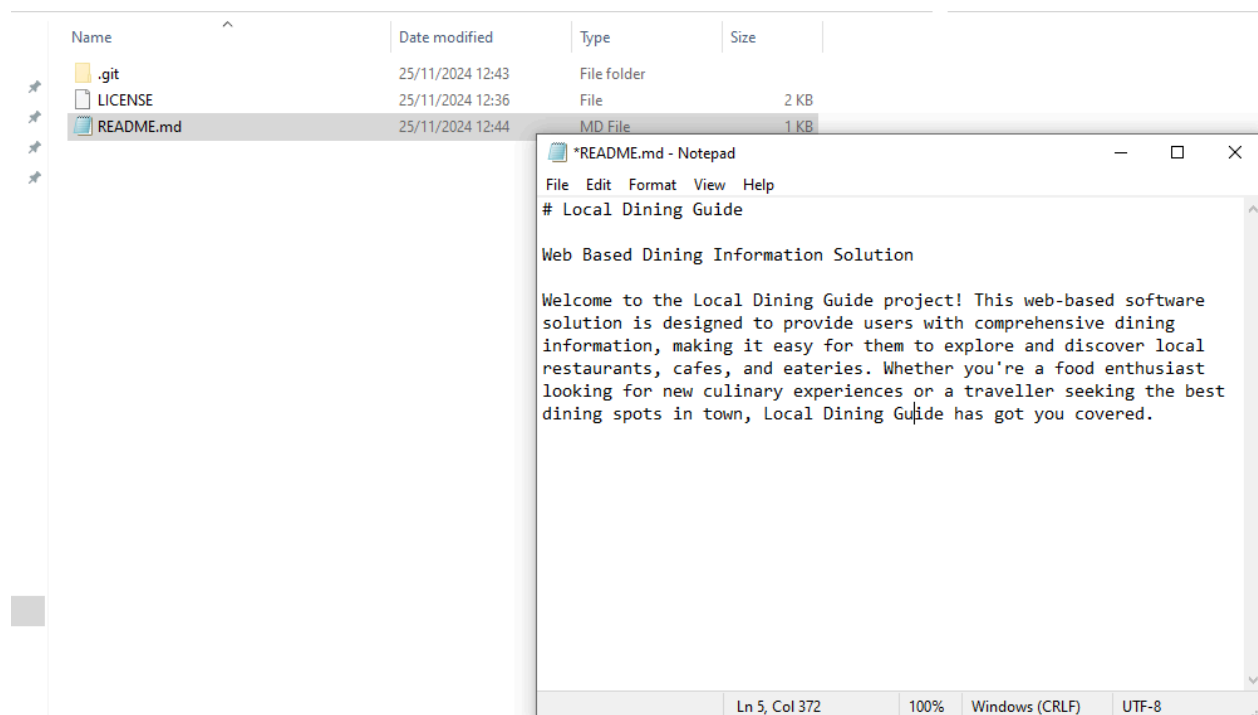 Name Date modified Type Size
.git 25/11/2024 12:43 File folder
LICENSE 25/11/2024 12:36 File 2 KB
README.md 25/11/2024 12:44 MD File 1 KB
*README.md - Notepad
File Edit Format View Help
# Local Dining Guide
Web Based Dining Information Solution
Welcome to the Local Dining Guide project! This web-based software
solution is designed to provide users with comprehensive dining
information, making it easy for them to explore and discover local
restaurants, cafes, and eateries. Whether you're a food enthusiast
looking for new culinary experiences or a traveller seeking the best
dining spots in town, Local Dining Guide has got you covered.
Ln 5, Col 372 100% Windows (CRLF) UTF-8